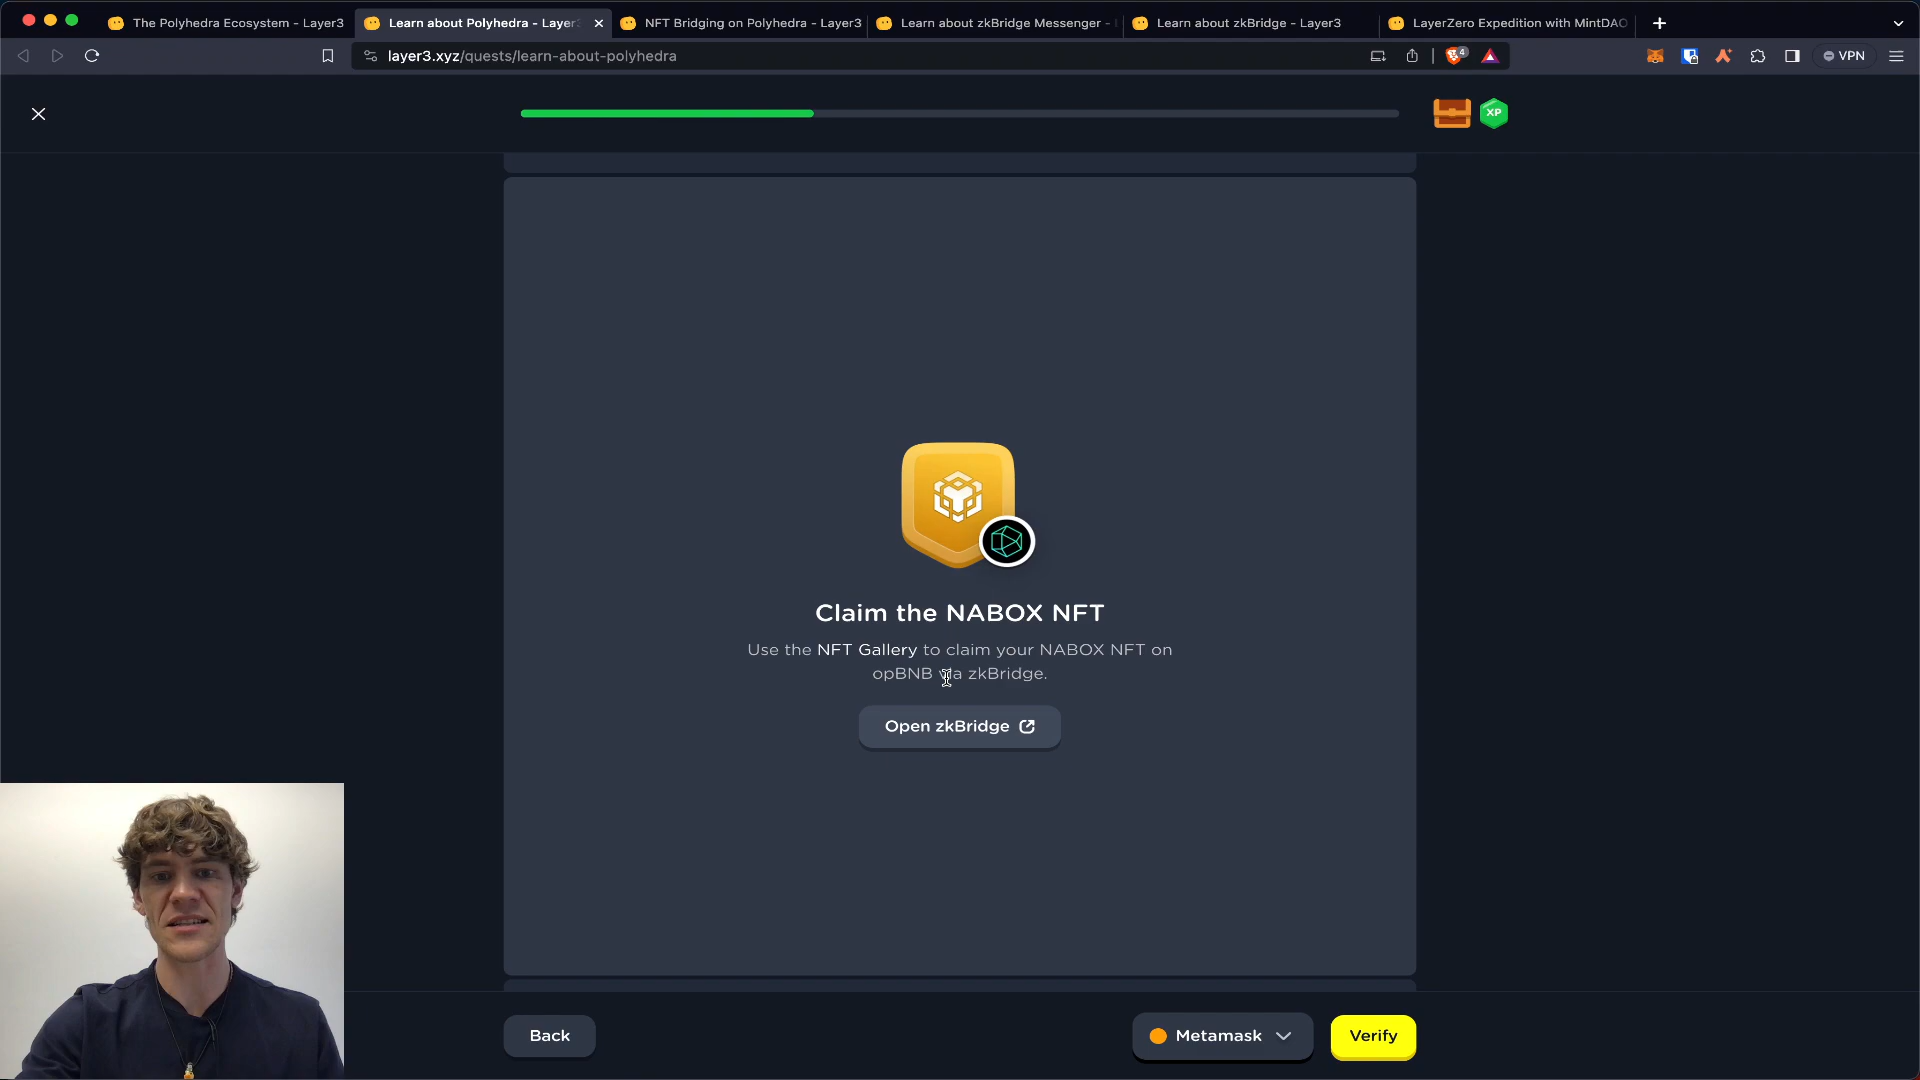 The Polyhedra Ecosystem - Layer3
Learn about Polyhedra - Layer3
NFT Bridging on Polyhedra - Layer3
Learn about zkBridge Messenger -
Learn about zkBridge - Layer3
LayerZero Expedition with MintDAO
layer3.xyz/quests/learn-about-polyhedra
4
VPN
XP
Claim the NABOX NFT
Use the NFT Gallery to claim your NABOX NFT on
opBNB via zkBridge.
Open zkBridge
Back
Metamask
Verify